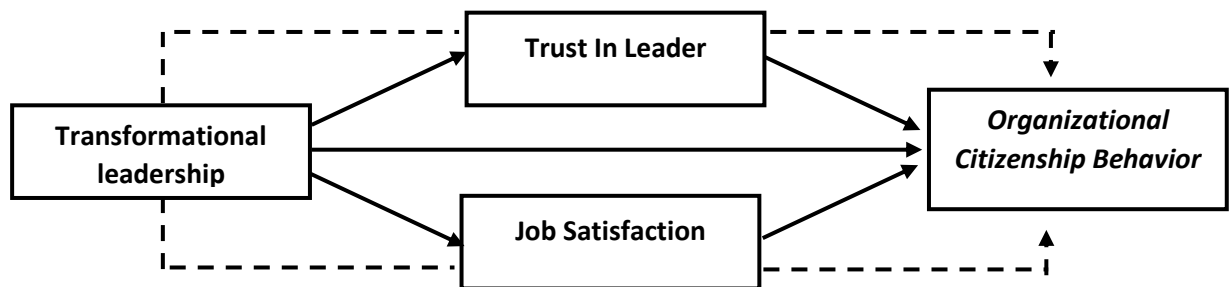 Trust In Leader
Transformational
leadership
Organizational
Citizenship Behavior
Job Satisfaction